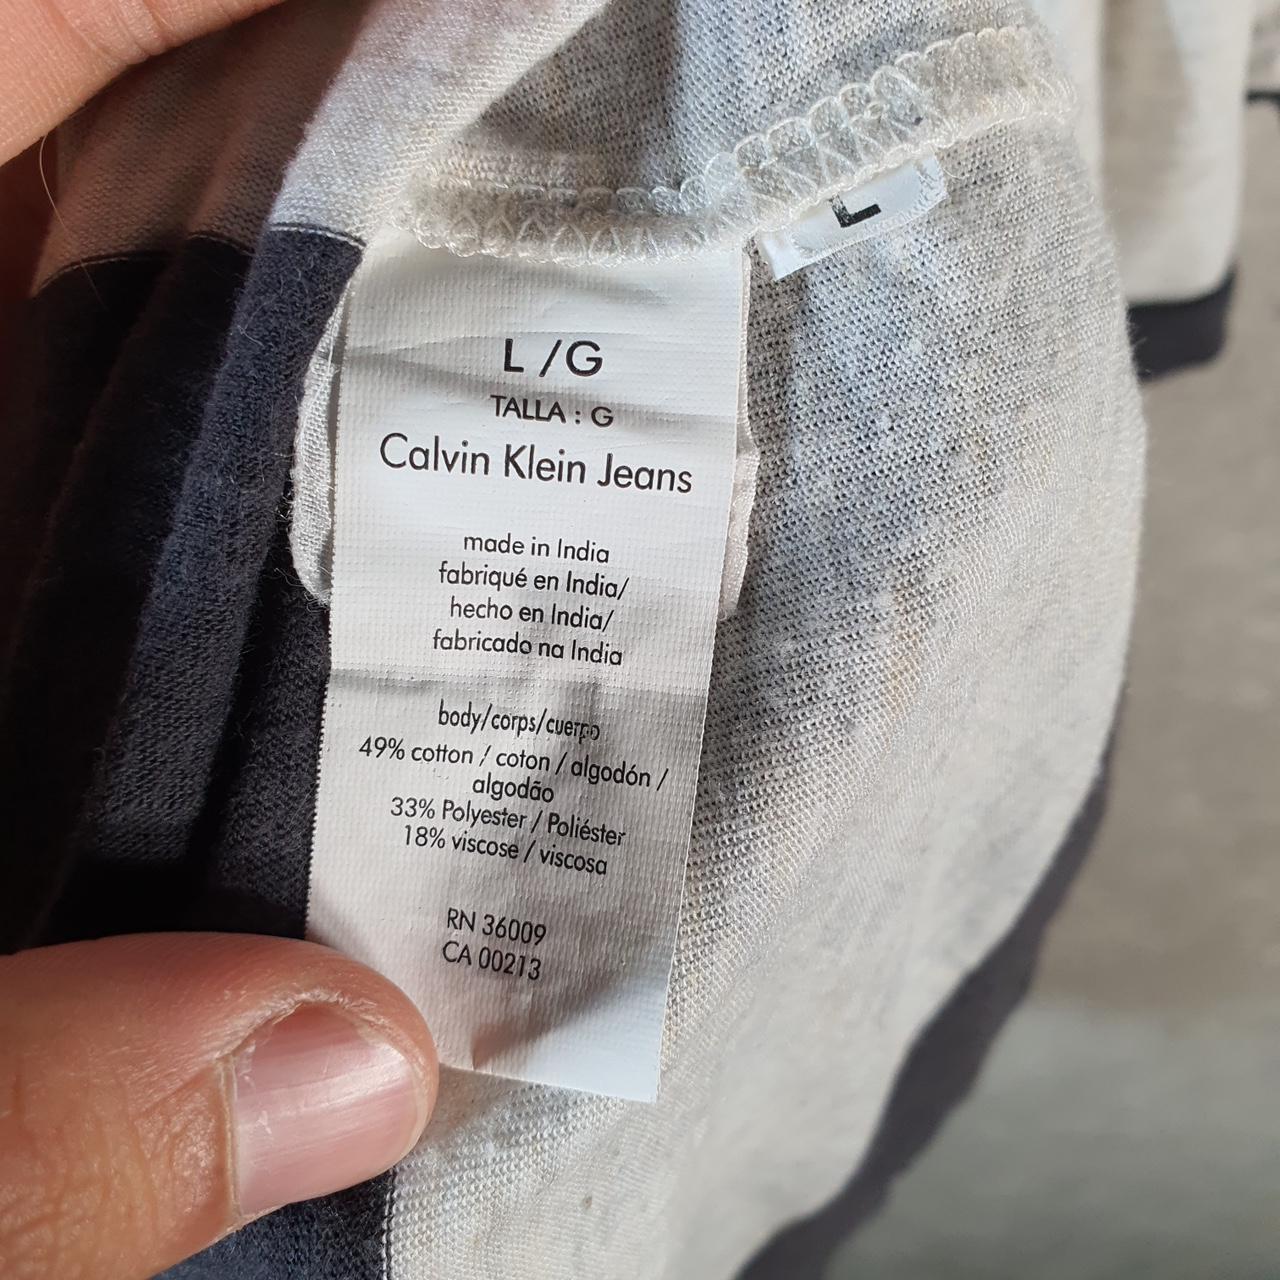 L
L / G
TALLA : G
Calvin Klein Jeans
made in India
fabriqué en India/
hecho en India/
fabricado na India
body/corps/cuerpo
49% cotton / coton / algodón /
algodão
33% Polyester / Poliéster
18% viscose / viscosa
RN 36009
CA 00213